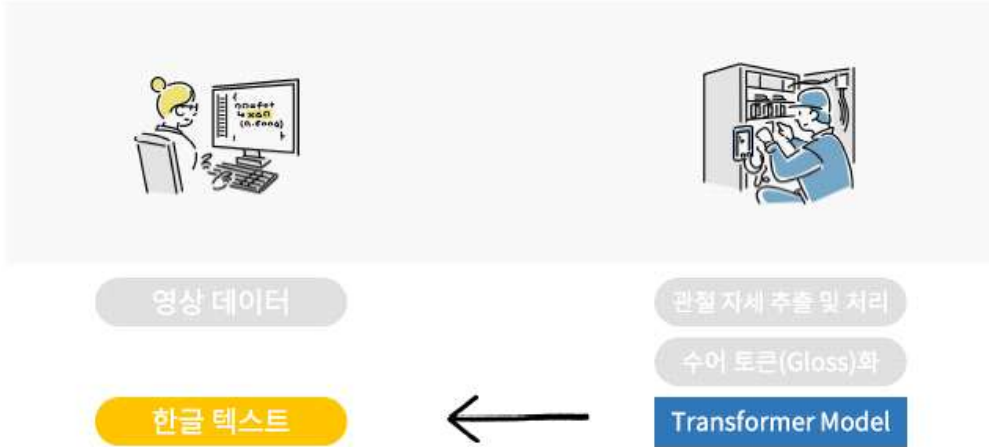 영상 데이터
관절 자세 추출 및 처리
수어 토큰(Gloss)화
한글 텍스트
Transformer Model